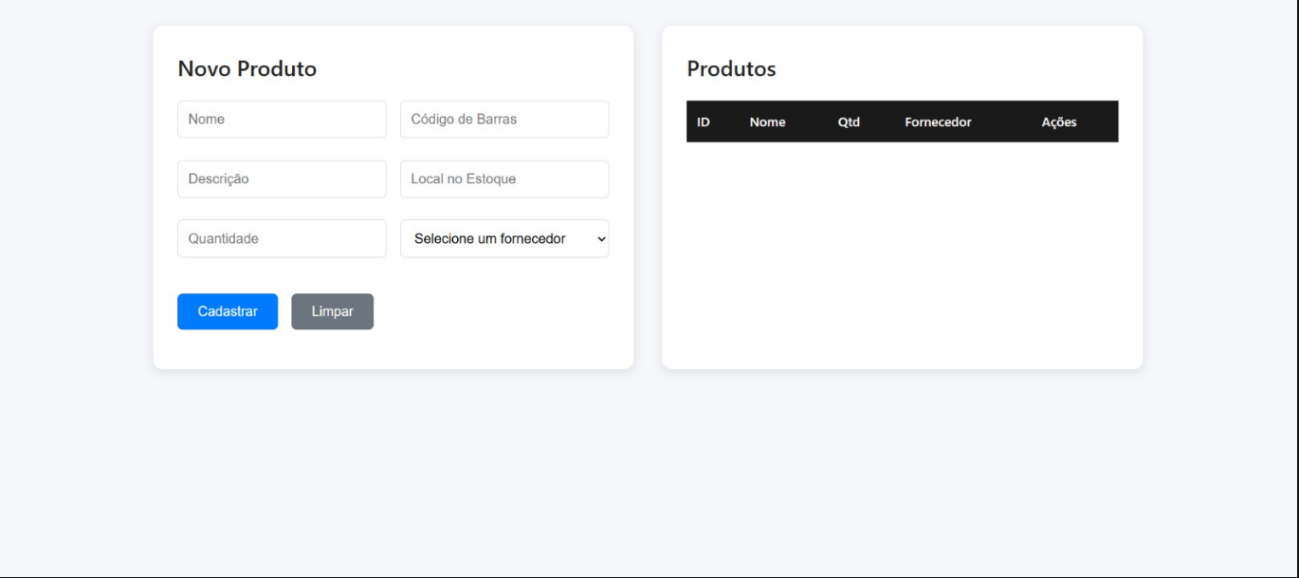 Novo Produto
Nome
Código de Barras
Descrição
Local no Estoque
Quantidade
Selecione um fornecedor
Cadastrar
Limpar
Produtos
ID Nome Qtd Fornecedor Ações